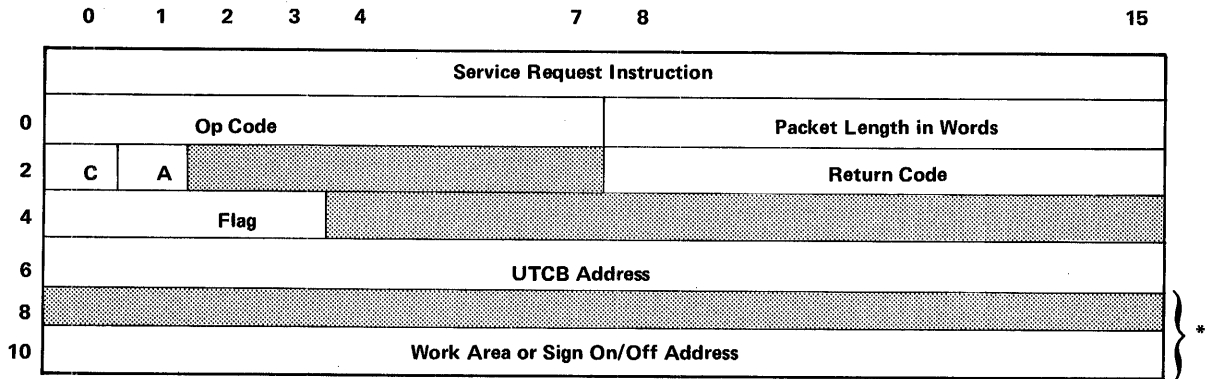 0 1 2 3 4 7 8 15
Service Request Instruction
0 Op Code Packet Length in Words
2 C A Return Code
4 Flag
6 UTCB Address
8
*
10 Work Area or Sign On/Off Address